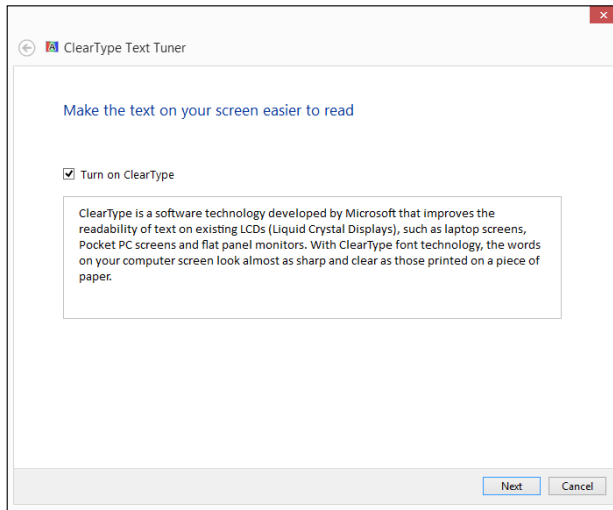 ClearType Text Tuner
Make the text on your screen easier to read
Turn on ClearType
ClearType is a software technology developed by Microsoft that improves the
readability of text on existing LCDs (Liquid Crystal Displays), such as laptop screens,
Pocket PC screens and flat panel monitors. With ClearType font technology, the words
on your computer screen look almost as sharp and clear as those printed on a piece of
paper.
Next Cancel